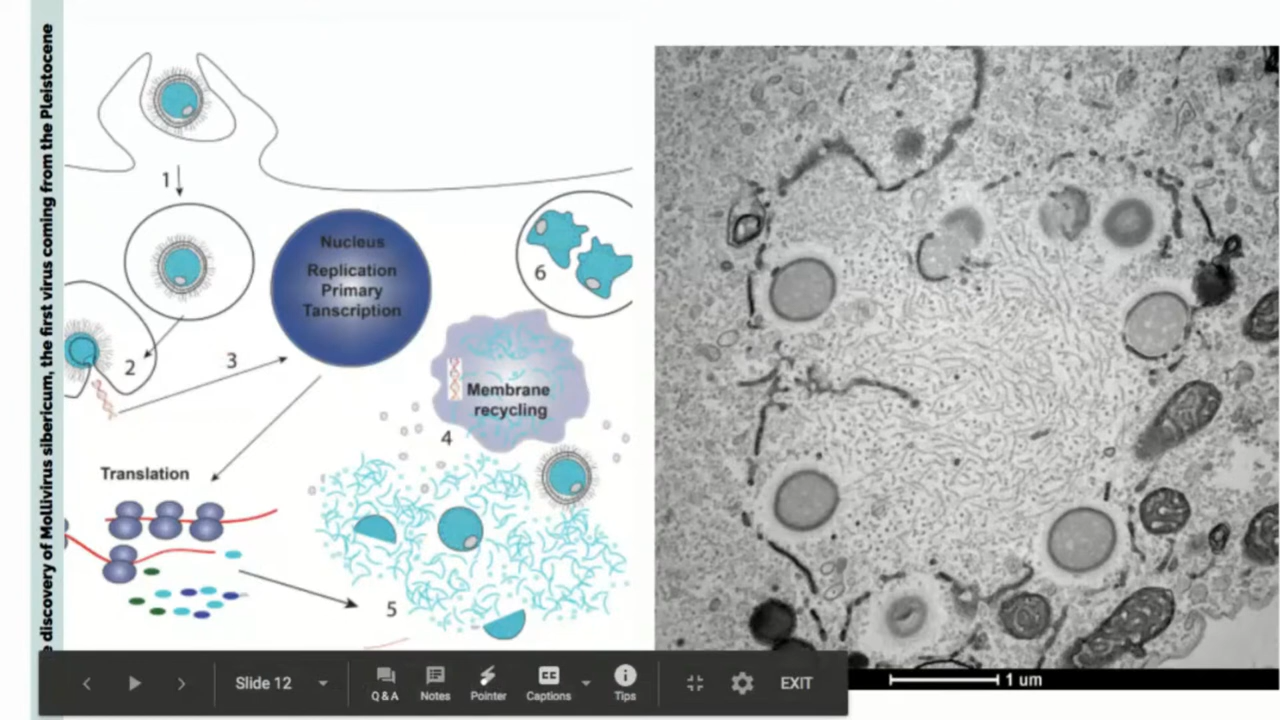 e discovery of Mollivirus sibericum, the first virus coming from the Pleistocene
1
Nucleus
Replication
Primary
Tanscription
6
2
3
Membrane
recycling
4
Translation
5
1 um
Slide 12
Q & A
Notes
Pointer
CC
Captions
Tips
EXIT